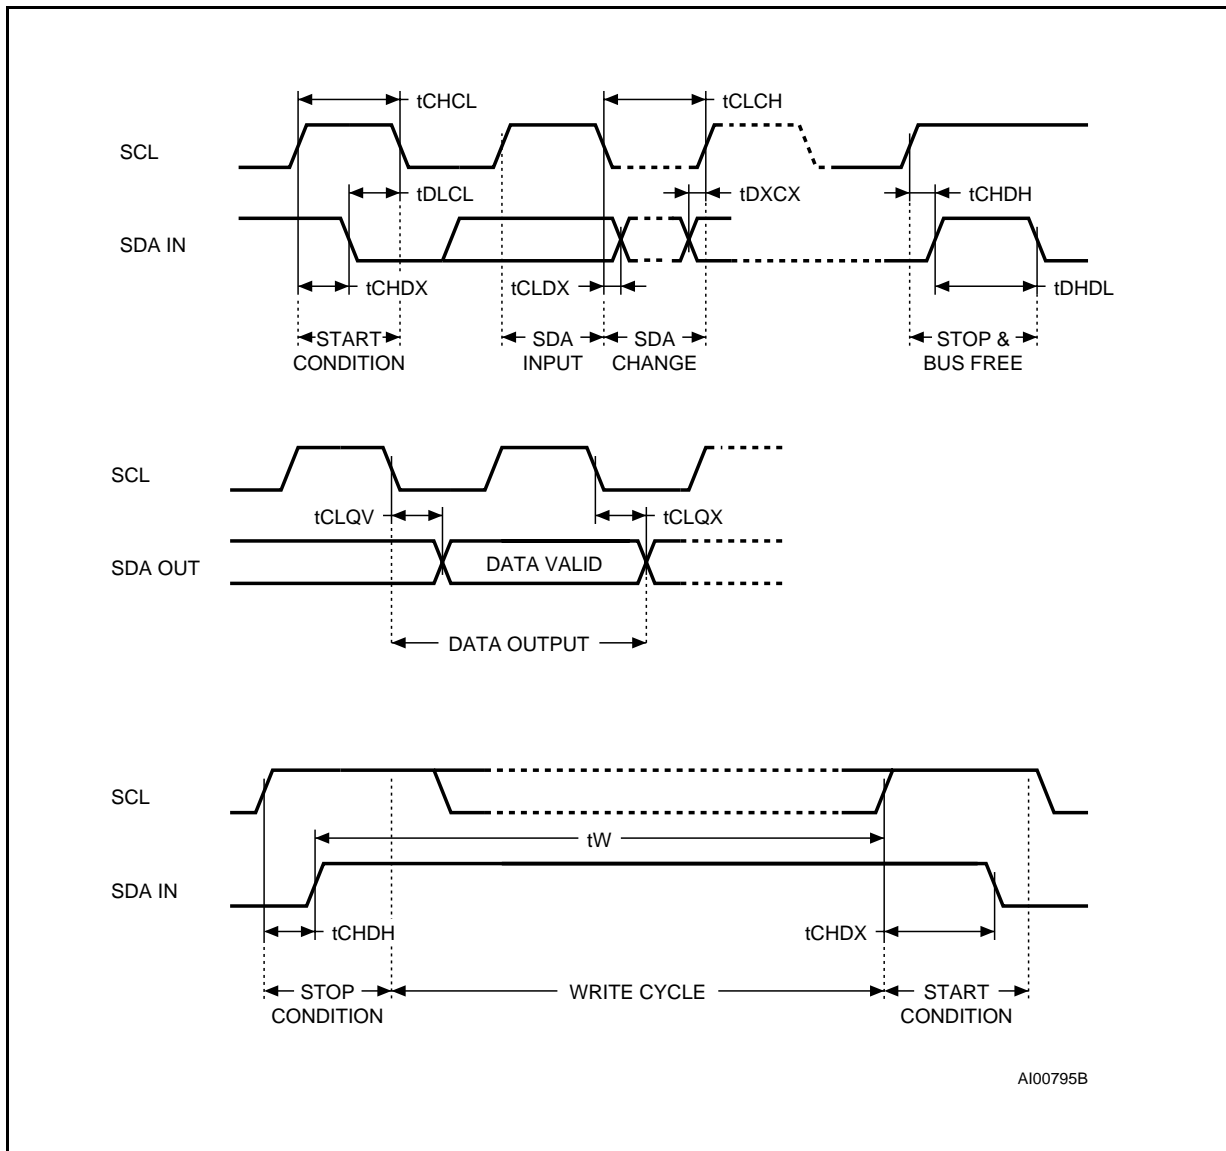 tCHCL
tCLCH
SCL
tDLCL
tDXCX
tCHDH
SDA IN
tCHDX
tCLDX
tDHDL
START
CONDITION
SDA
INPUT
SDA
CHANGE
STOP &
BUS FREE
SCL
tCLQV
tCLQX
SDA OUT
DATA VALID
DATA OUTPUT
SCL
tW
SDA IN
tCHDH
tCHDX
STOP
CONDITION
WRITE CYCLE
START
CONDITION
AI00795B